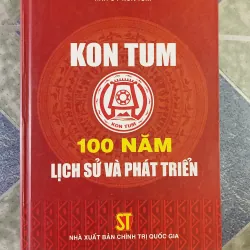 KON TUM
KON TUM
100 NĂM
LỊCH SỬ VÀ PHÁT TRIỂN
ST
NHÀ XUẤT BẢN CHÍNH TRỊ QUỐC GIA